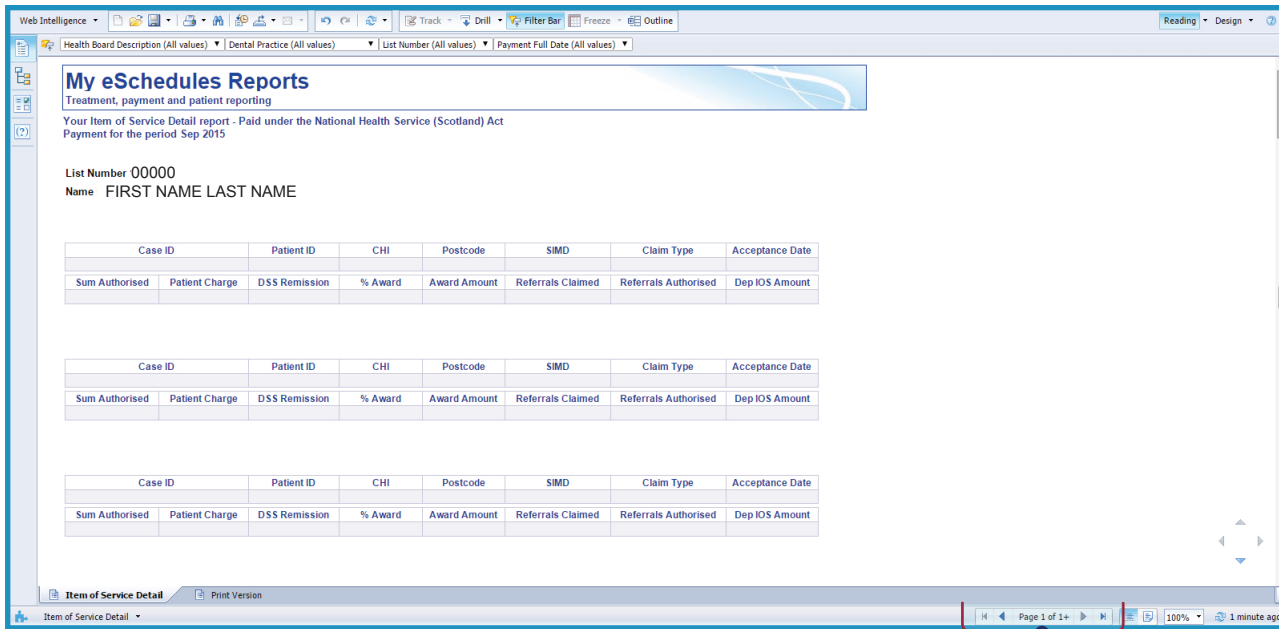 Web Intelligence Track Drill Filter Bar Freeze Outline Reading Design
Health Board Description (All values) Dental Practice (All values) List Number (All values) Payment Full Date (All values)
My eSchedules Reports
Treatment, payment and patient reporting
Your Item of Service Detail report - Paid under the National Health Service (Scotland) Act
Payment for the period Sep 2015
List Number 00000
Name FIRST NAME LAST NAME
Case ID Patient ID CHI Postcode SIMD Claim Type Acceptance Date
Sum Authorised Patient Charge DSS Remission % Award Award Amount Referrals Claimed Referrals Authorised Dep IOS Amount
Case ID Patient ID CHI Postcode SIMD Claim Type Acceptance Date
Sum Authorised Patient Charge DSS Remission % Award Award Amount Referrals Claimed Referrals Authorised Dep IOS Amount
Case ID Patient ID CHI Postcode SIMD Claim Type Acceptance Date
Sum Authorised Patient Charge DSS Remission % Award Award Amount Referrals Claimed Referrals Authorised Dep IOS Amount
Item of Service Detail Print Version
Item of Service Detail Page 1 of 1+ 100% 1 minute ago